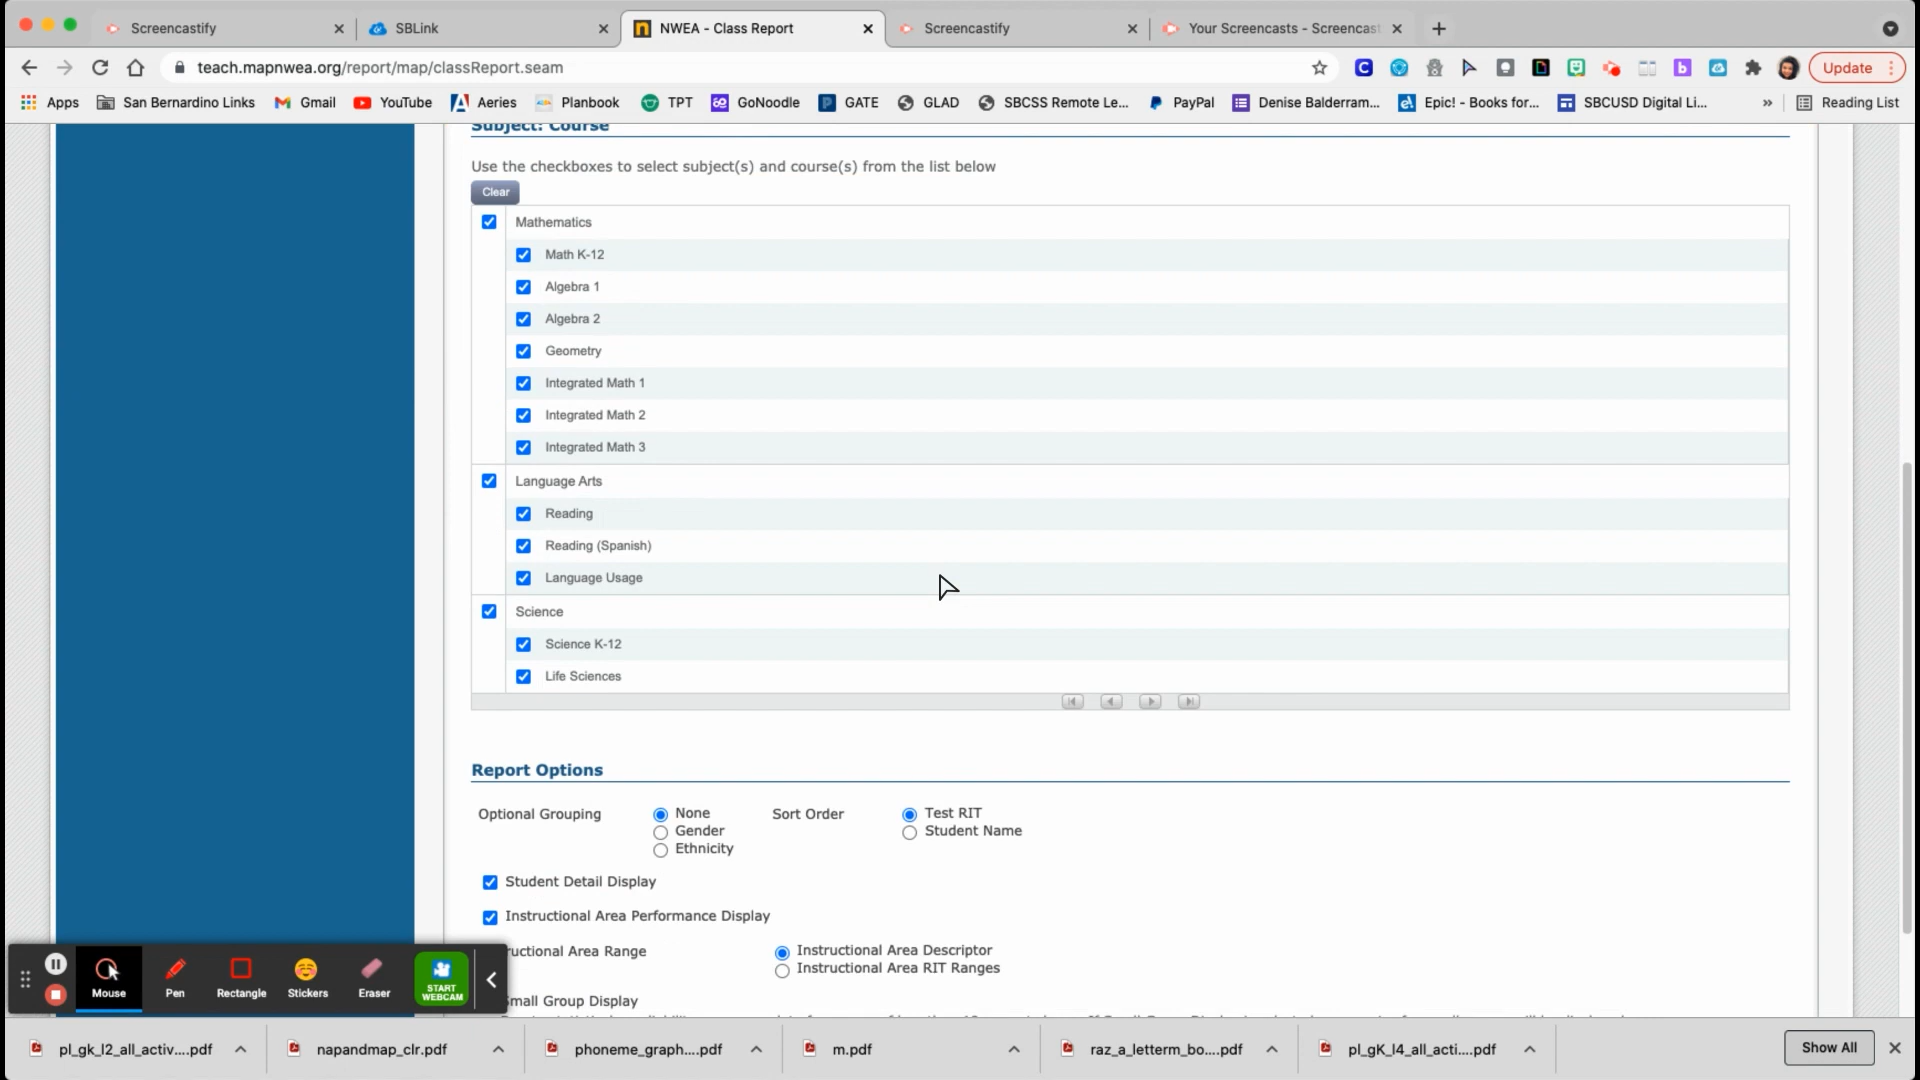 Screencastify
SBLink
NWEA - Class Report
Screencastify
Your Screencasts - Screencast
teach.mapnwea.org/report/map/classReport.seam
Update
Apps
San Bernardino Links
Gmail
YouTube
Aeries
Planbook
TPT
GoNoodle
GATE
GLAD
SBCSS Remote Le...
PayPal
Denise Balderram...
Epic! - Books for...
SBCUSD Digital Li...
»
Reading List
Subject: Course
Use the checkboxes to select subject(s) and course(s) from the list below
Clear
Mathematics
Math K-12
Algebra 1
Algebra 2
Geometry
Integrated Math 1
Integrated Math 2
Integrated Math 3
Language Arts
Reading
Reading (Spanish)
Language Usage
Science
Science K-12
Life Sciences
Report Options
Optional Grouping
None
Gender
Ethnicity
Sort Order
Test RIT
Student Name
Student Detail Display
Instructional Area Performance Display
ructional Area Range
Instructional Area Descriptor
Instructional Area RIT Ranges
Small Group Display
Mouse
Pen
Rectangle
Stickers
Eraser
START
WEBCAM
pl_gk_l2_all_activ....pdf
napandmap_clr.pdf
phoneme_graph....pdf
m.pdf
raz_a_letterm_bo....pdf
pl_gK_l4_all_acti....pdf
Show All